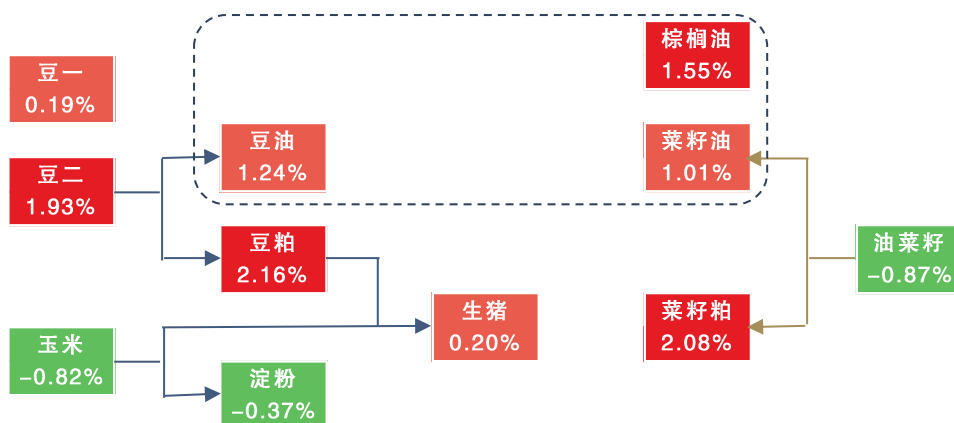 棕榈油
1.55%
豆一
0.19%
豆油
1.24%
菜籽油
1.01%
豆二
1.93%
豆粕
2.16%
油菜籽
-0.87%
生猪
0.20%
菜籽粕
2.08%
玉米
-0.82%
淀粉
-0.37%